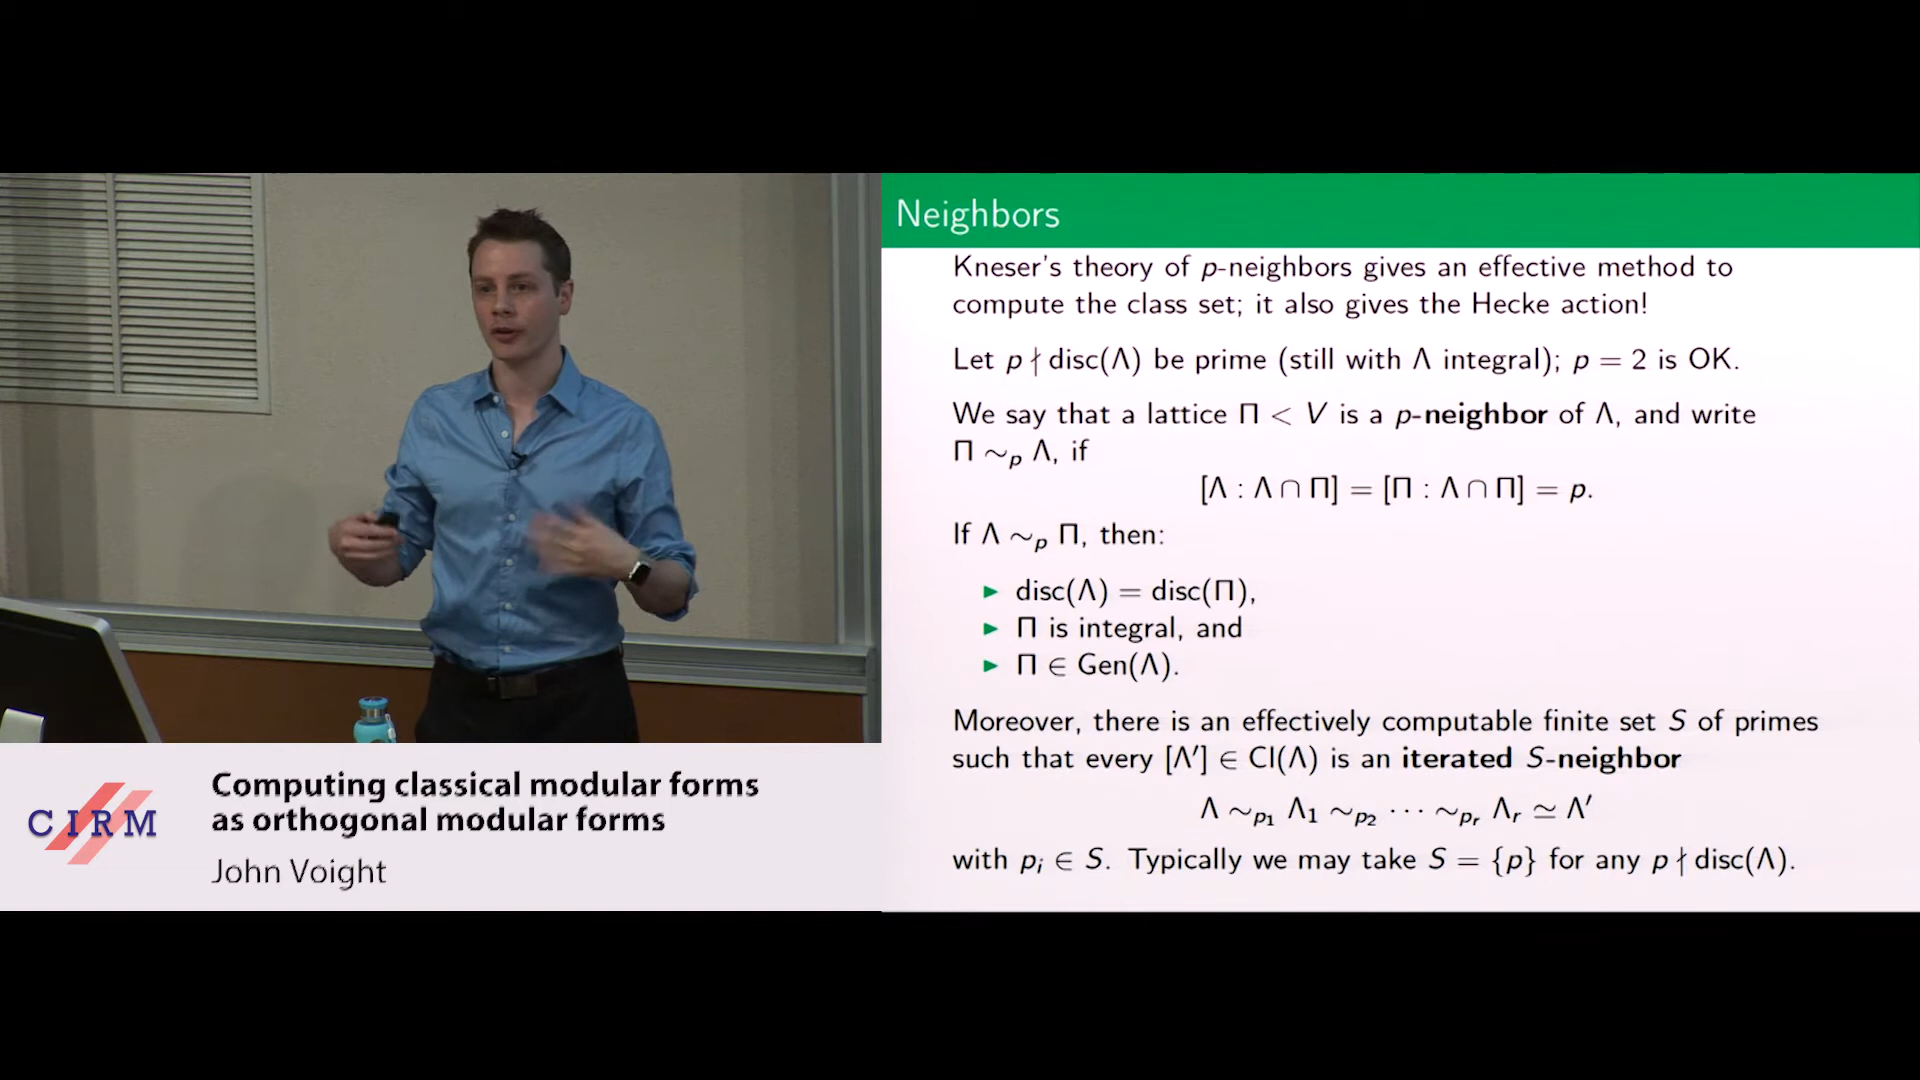 Neighbors
Kneser's theory of p-neighbors gives an effective method to
compute the class set; it also gives the Hecke action!
Let p ∤ disc(Λ) be prime (still with Λ integral); p = 2 is OK.
We say that a lattice Π < V is a p-neighbor of Λ, and write
Π ∼p Λ, if
[Λ : Λ ∩ Π] = [Π : Λ ∩ Π] = p.
If Λ ∼p Π, then:
▶ disc(Λ) = disc(Π),
▶ Π is integral, and
▶ Π ∈ Gen(Λ).
Moreover, there is an effectively computable finite set S of primes
such that every [Λ′] ∈ Cl(Λ) is an iterated S-neighbor
Λ ∼p₁ Λ₁ ∼p₂ ⋯ ∼pᵣ Λᵣ ≃ Λ′
with pᵢ ∈ S. Typically we may take S = {p} for any p ∤ disc(Λ).
CIRM
Computing classical modular forms
as orthogonal modular forms
John Voight